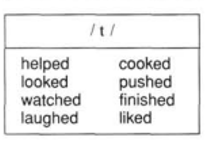 / t /
helped cooked
looked pushed
watched finished
laughed liked